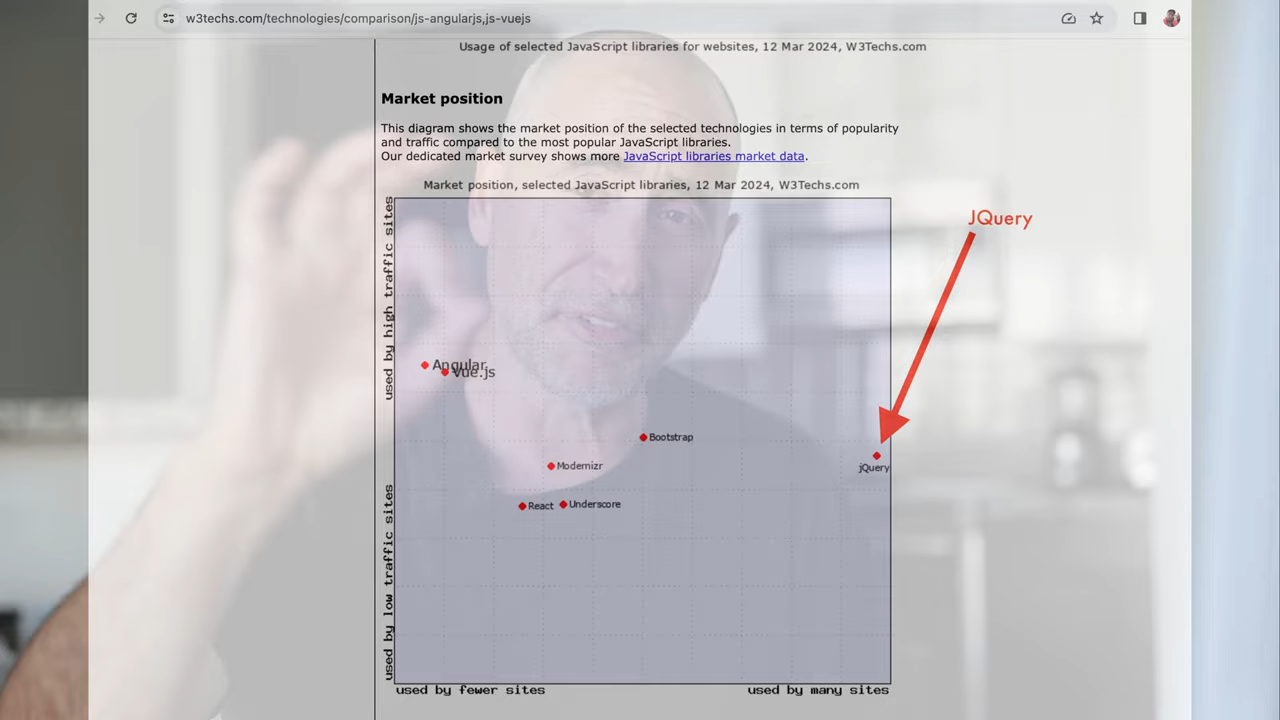 w3techs.com/technologies/comparison/js-angularjs,js-vuejs
Usage of selected JavaScript libraries for websites, 12 Mar 2024, W3Techs.com
Market position
This diagram shows the market position of the selected technologies in terms of popularity
and traffic compared to the most popular JavaScript libraries.
Our dedicated market survey shows more JavaScript libraries market data.
Market position, selected JavaScript libraries, 12 Mar 2024, W3Techs.com
used by high traffic sites
JQuery
Angular
Vue.js
Bootstrap
jQuery
Modernizr
React
Underscore
used by low traffic sites
used by fewer sites
used by many sites